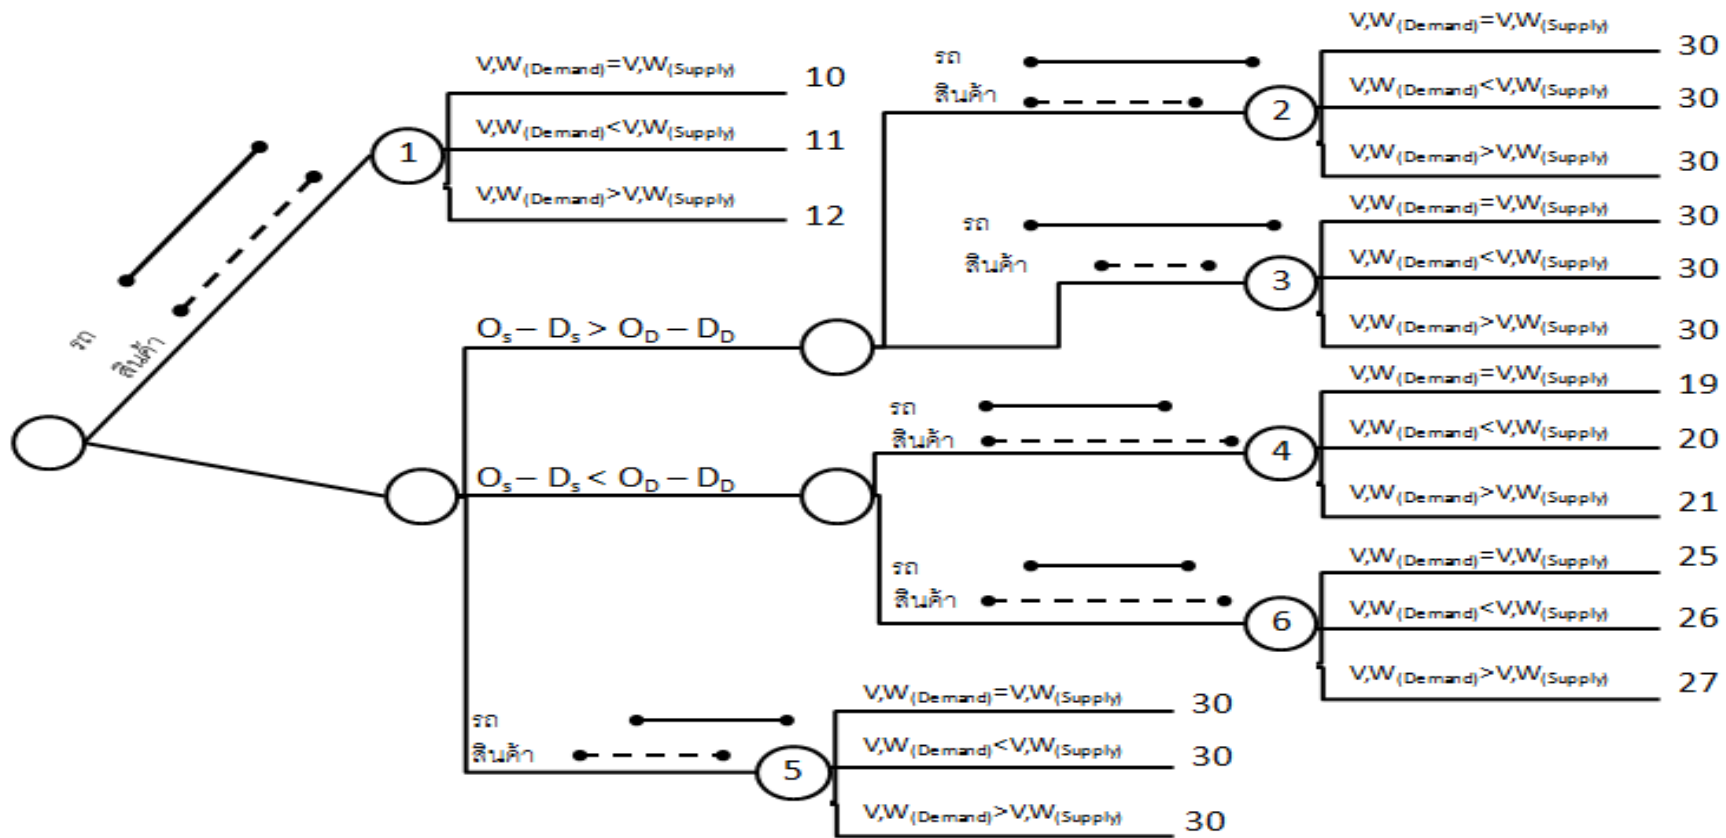 รถ
สินค้า
1
V,W(Demand)=V,W(Supply) 10
V,W(Demand)<V,W(Supply) 11
V,W(Demand)>V,W(Supply) 12
Os – Ds > OD – DD
รถ
สินค้า
2
V,W(Demand)=V,W(Supply) 30
V,W(Demand)<V,W(Supply) 30
V,W(Demand)>V,W(Supply) 30
รถ
สินค้า
3
V,W(Demand)=V,W(Supply) 30
V,W(Demand)<V,W(Supply) 30
V,W(Demand)>V,W(Supply) 30
Os – Ds < OD – DD
รถ
สินค้า
4
V,W(Demand)=V,W(Supply) 19
V,W(Demand)<V,W(Supply) 20
V,W(Demand)>V,W(Supply) 21
รถ
สินค้า
6
V,W(Demand)=V,W(Supply) 25
V,W(Demand)<V,W(Supply) 26
V,W(Demand)>V,W(Supply) 27
รถ
สินค้า
5
V,W(Demand)=V,W(Supply) 30
V,W(Demand)<V,W(Supply) 30
V,W(Demand)>V,W(Supply) 30